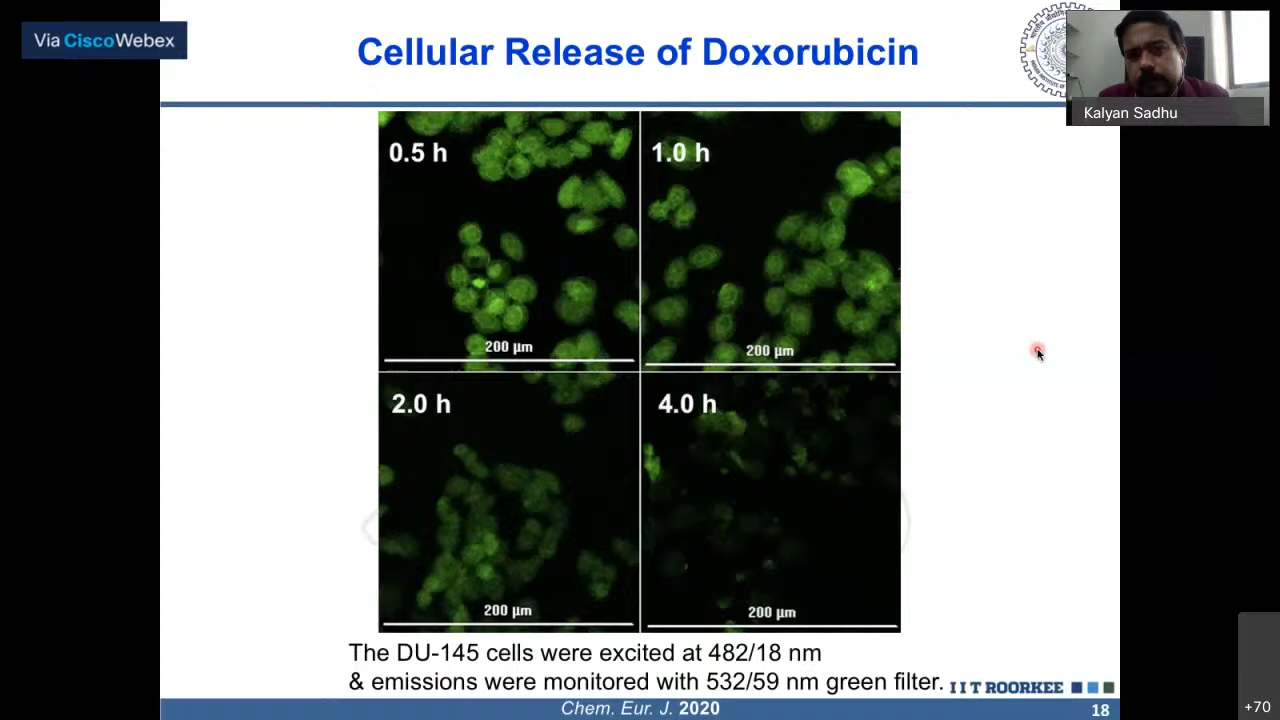 Via CiscoWebex
Cellular Release of Doxorubicin
Kalyan Sadhu
0.5 h
1.0 h
200 µm
200 µm
2.0 h
4.0 h
200 µm
200 µm
The DU-145 cells were excited at 482/18 nm
& emissions were monitored with 532/59 nm green filter.
I I T ROORKEE
Chem. Eur. J. 2020
18
+70